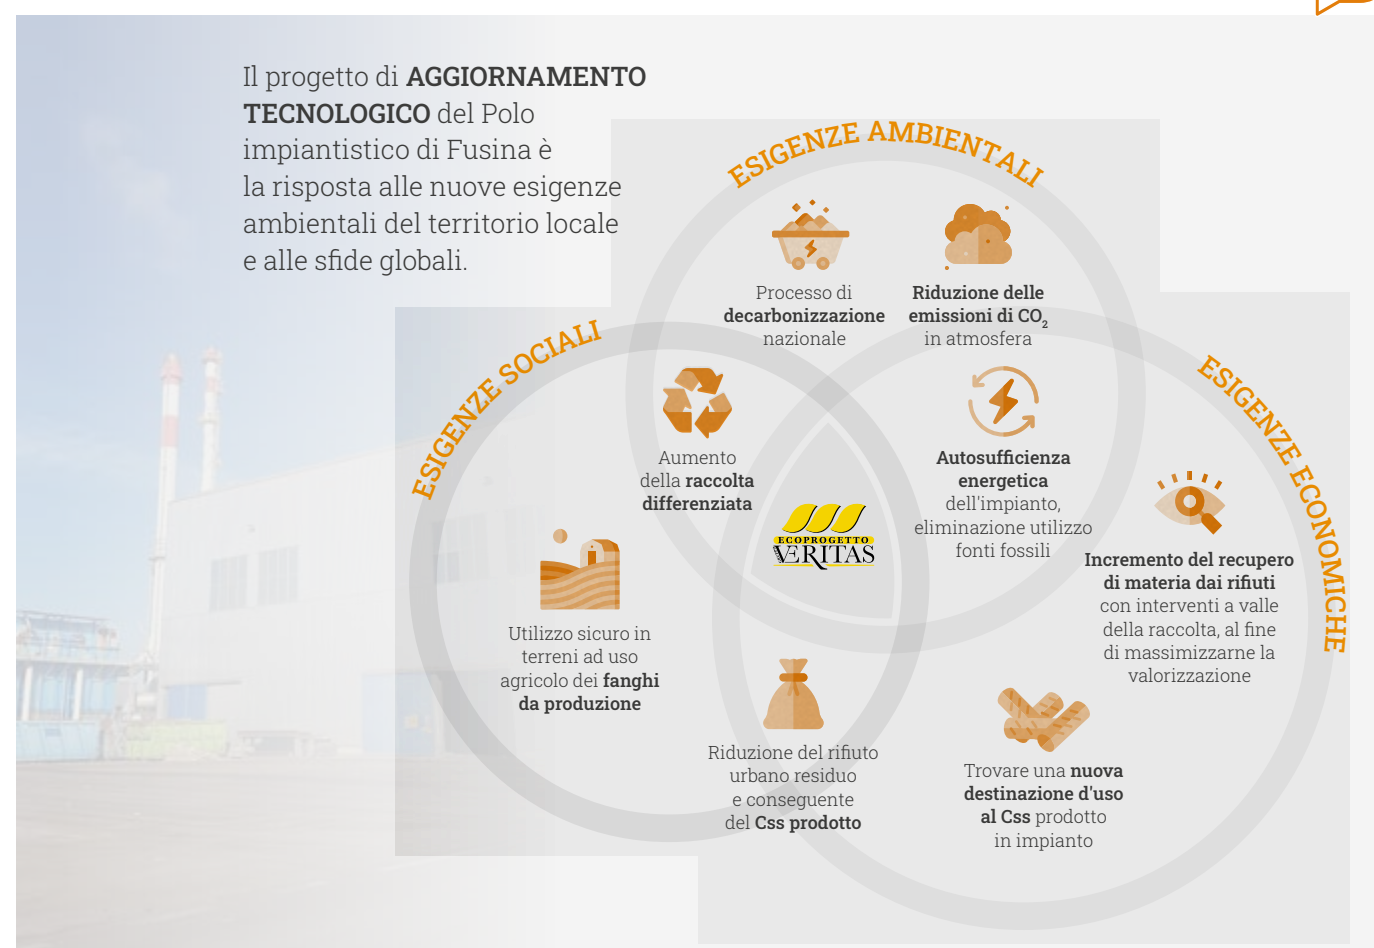 Il progetto di AGGIORNAMENTO
TECNOLOGICO del Polo
impiantistico di Fusina è
la risposta alle nuove esigenze
ambientali del territorio locale
e alle sfide globali.
ESIGENZE AMBIENTALI
Processo di
decarbonizzazione
nazionale
Riduzione delle
emissioni di CO₂
in atmosfera
ESIGENZE SOCIALI
Aumento
della raccolta
differenziata
Autosufficienza
energetica
dell'impianto,
eliminazione utilizzo
fonti fossili
ESIGENZE ECONOMICHE
ECOPROGETTO
VERITAS
Incremento del recupero
di materia dai rifiuti
con interventi a valle
della raccolta, al fine
di massimizzarne la
valorizzazione
Utilizzo sicuro in
terreni ad uso
agricolo dei fanghi
da produzione
Riduzione del rifiuto
urbano residuo
e conseguente
del Css prodotto
Trovare una nuova
destinazione d'uso
al Css prodotto
in impianto